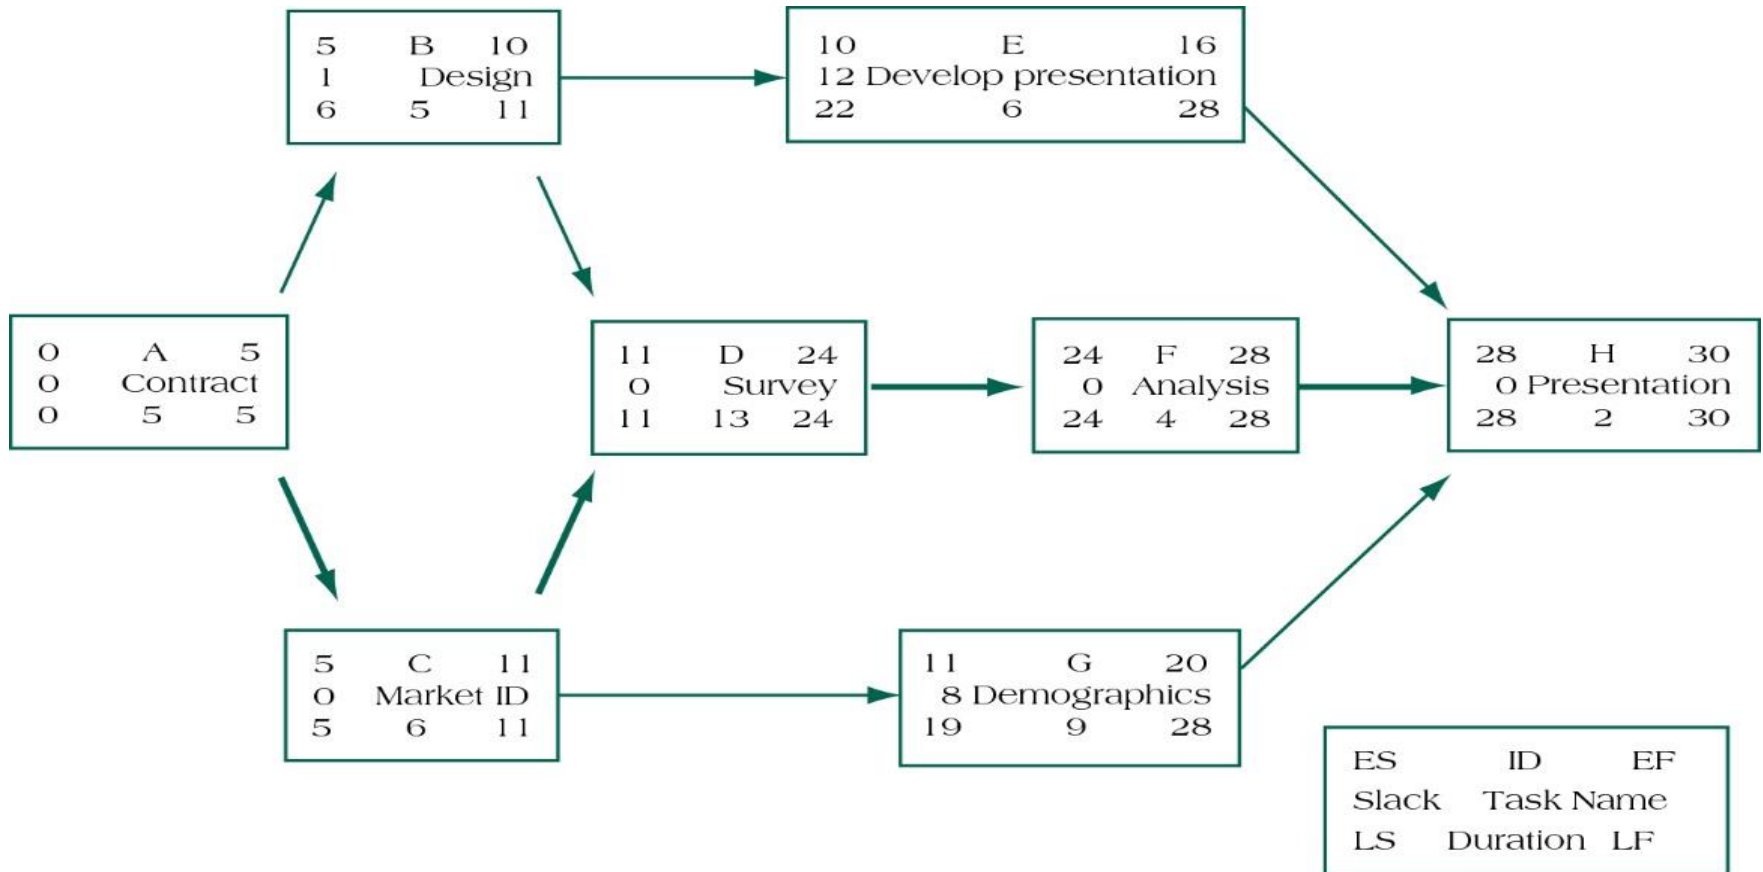 5 B 10
1 Design
6 5 11
10 E 16
12 Develop presentation
22 6 28
0 A 5
0 Contract
0 5 5
11 D 24
0 Survey
11 13 24
24 F 28
0 Analysis
24 4 28
28 H 30
0 Presentation
28 2 30
5 C 11
0 Market ID
5 6 11
11 G 20
8 Demographics
19 9 28
ES ID EF
Slack Task Name
LS Duration LF